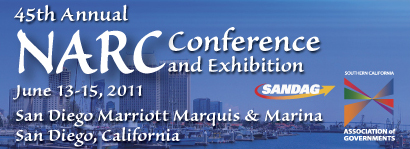 45th Annual
NARC Conference
and Exhibition
June 13-15, 2011
San Diego Marriott Marquis & Marina
San Diego, California
SANDAG
SOUTHERN CALIFORNIA
ASSOCIATION of
GOVERNMENTS